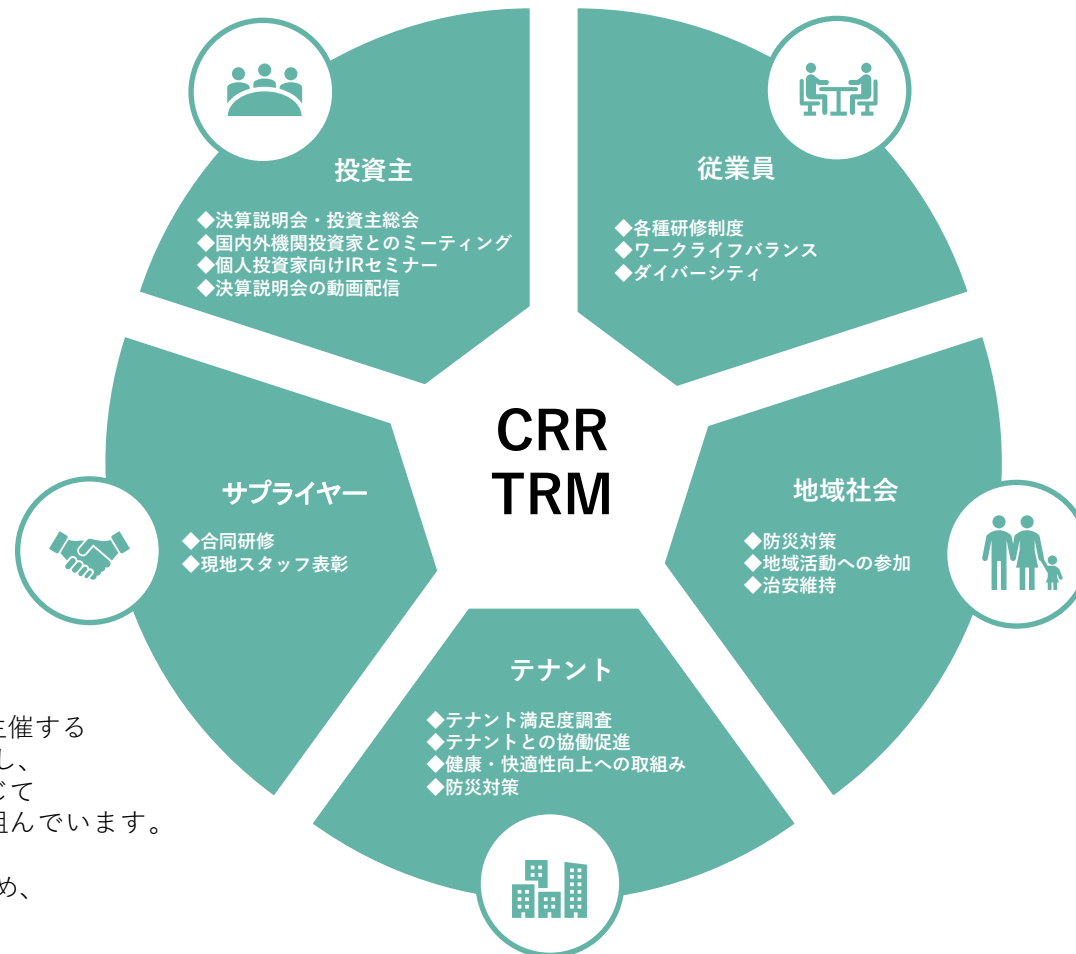 投資主
◆決算説明会・投資主総会
◆国内外機関投資家とのミーティング
◆個人投資家向けIRセミナー
◆決算説明会の動画配信
従業員
◆各種研修制度
◆ワークライフバランス
◆ダイバーシティ
CRR
TRM
サプライヤー
◆合同研修
◆現地スタッフ表彰
地域社会
◆防災対策
◆地域活動への参加
◆治安維持
テナント
◆テナント満足度調査
◆テナントとの協働促進
◆健康・快適性向上への取組み
◆防災対策
催する
し、
じて
組んでいます。
め、